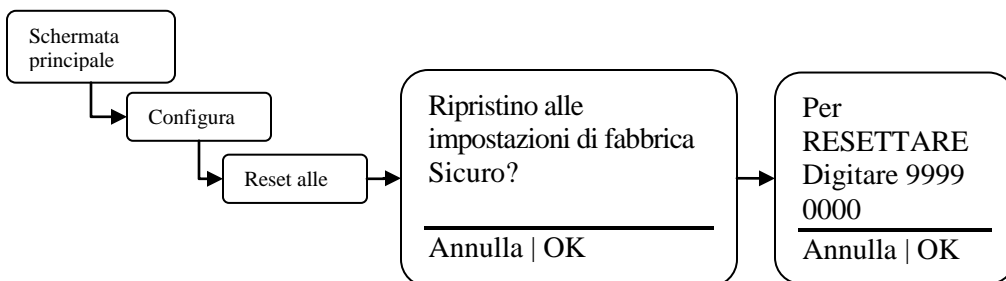 Schermata
principale
Configura
Reset alle
Ripristino alle
impostazioni di fabbrica
Sicuro?
Annulla | OK
Per
RESETTARE
Digitare 9999
0000
Annulla | OK